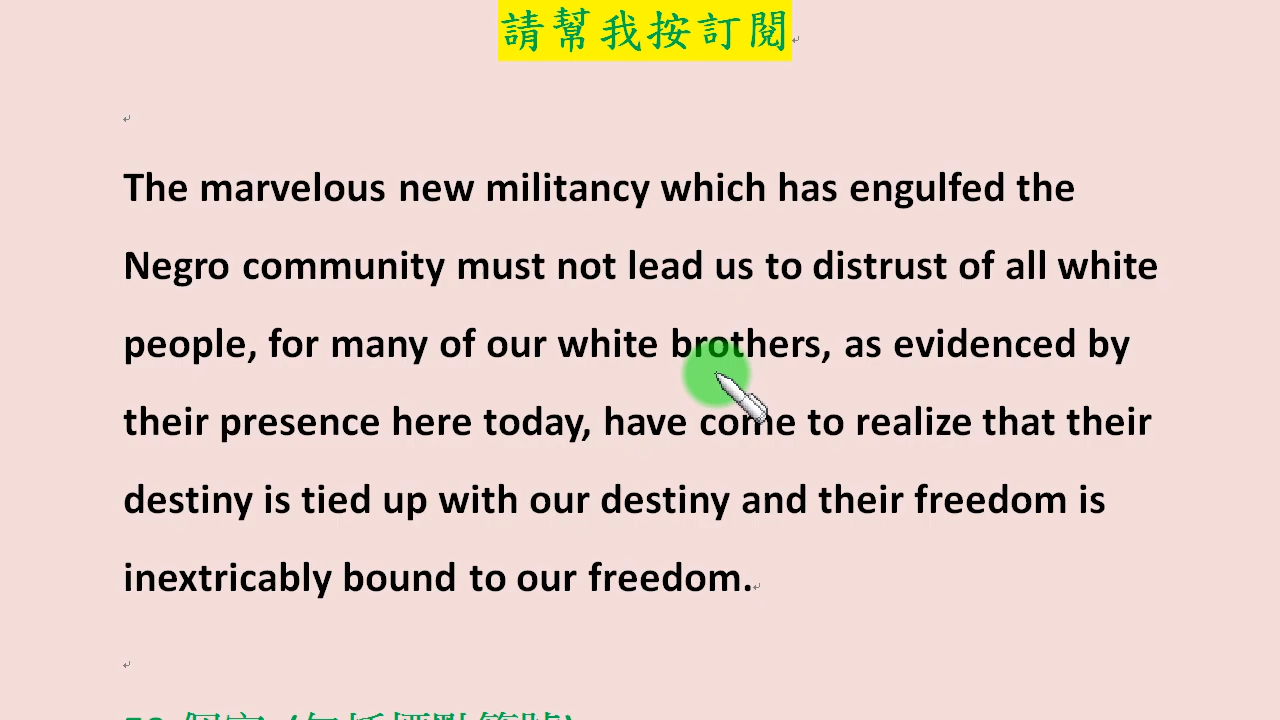 請幫我按訂閱
The marvelous new militancy which has engulfed the
Negro community must not lead us to distrust of all white
people, for many of our white brothers, as evidenced by
their presence here today, have come to realize that their
destiny is tied up with our destiny and their freedom is
inextricably bound to our freedom.